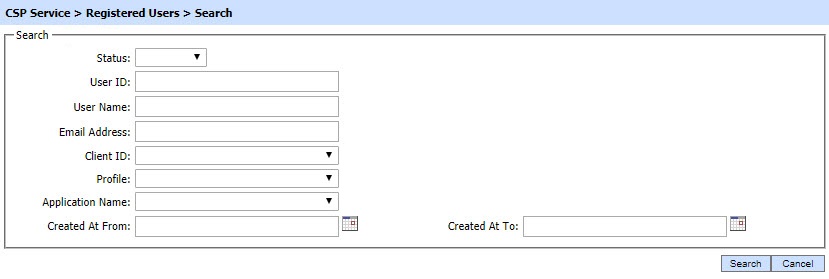 CSP Service > Registered Users > Search
Search
Status:
User ID:
User Name:
Email Address:
Client ID:
Profile:
Application Name:
Created At From: Created At To:
Search Cancel